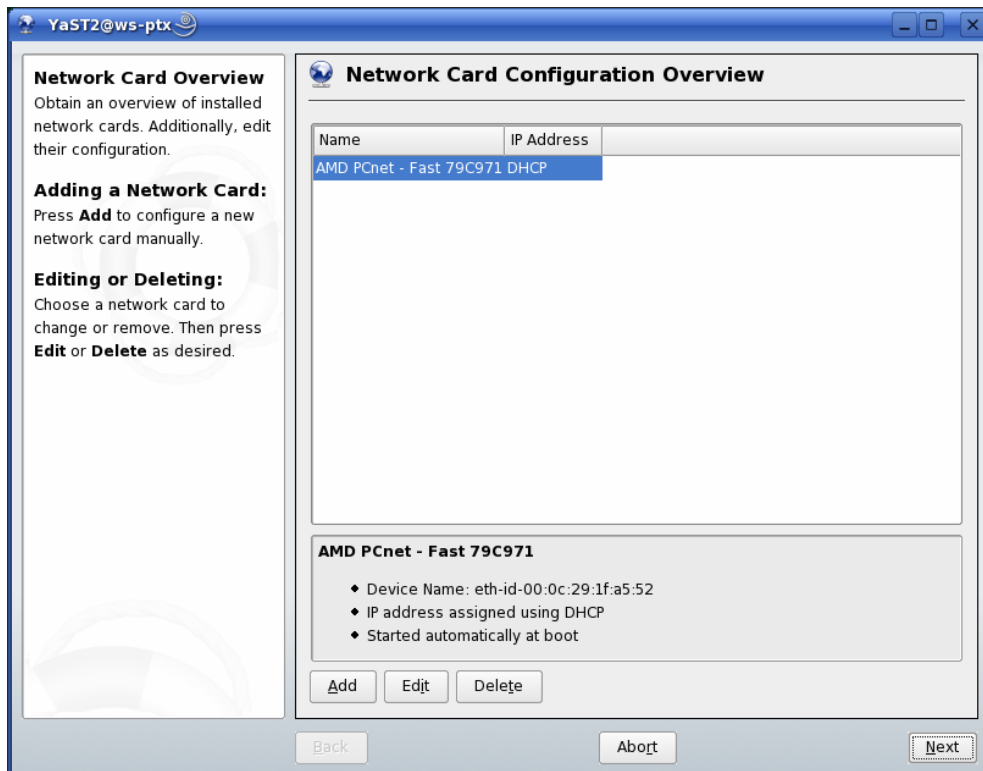 YaST2@ws-ptx
Network Card Overview
Obtain an overview of installed
network cards. Additionally, edit
their configuration.
Adding a Network Card:
Press Add to configure a new
network card manually.
Editing or Deleting:
Choose a network card to
change or remove. Then press
Edit or Delete as desired.
Network Card Configuration Overview
Name IP Address
AMD PCnet - Fast 79C971 DHCP
AMD PCnet - Fast 79C971
Device Name: eth-id-00:0c:29:1f:a5:52
IP address assigned using DHCP
Started automatically at boot
Add Edit Delete
Back Abort Next